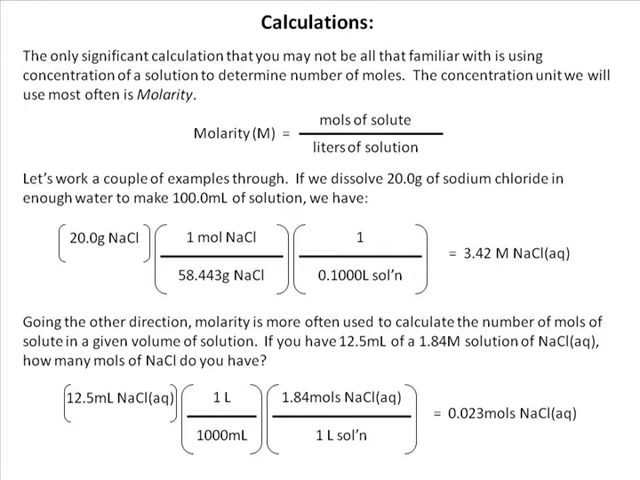 Calculations:
The only significant calculation that you may not be all that familiar with is using
concentration of a solution to determine number of moles. The concentration unit we will
use most often is Molarity.
mols of solute
Molarity (M) =
liters of solution
Let's work a couple of examples through. If we dissolve 20.0g of sodium chloride in
enough water to make 100.0mL of solution, we have:
20.0g NaCl 1 mol NaCl 1
= 3.42 M NaCl(aq)
58.443g NaCl 0.1000L sol'n
Going the other direction, molarity is more often used to calculate the number of mols of
solute in a given volume of solution. If you have 12.5mL of a 1.84M solution of NaCl(aq),
how many mols of NaCl do you have?
12.5mL NaCl(aq) 1 L 1.84mols NaCl(aq)
= 0.023mols NaCl(aq)
1000mL 1 L sol'n